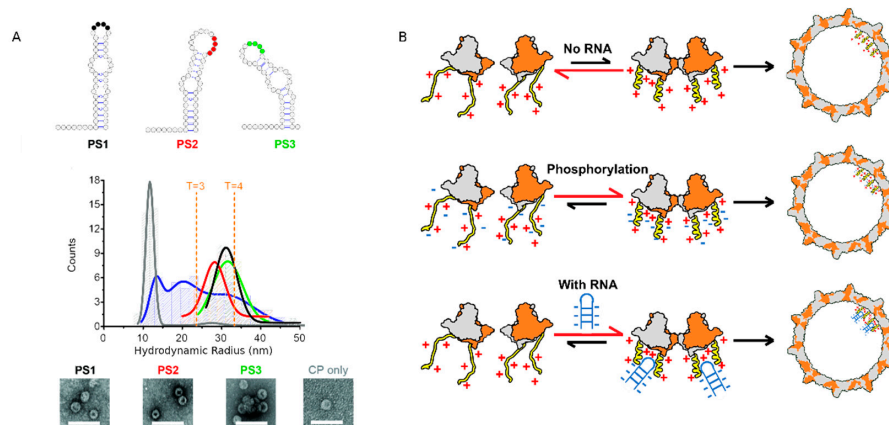 A
PS1 PS2 PS3
T=3 T=4
18
15
12
9
6
3
0
Counts
0 10 20 30 40 50
Hydrodynamic Radius (nm)
PS1 PS2 PS3 CP only
B
No RNA
Phosphorylation
With RNA